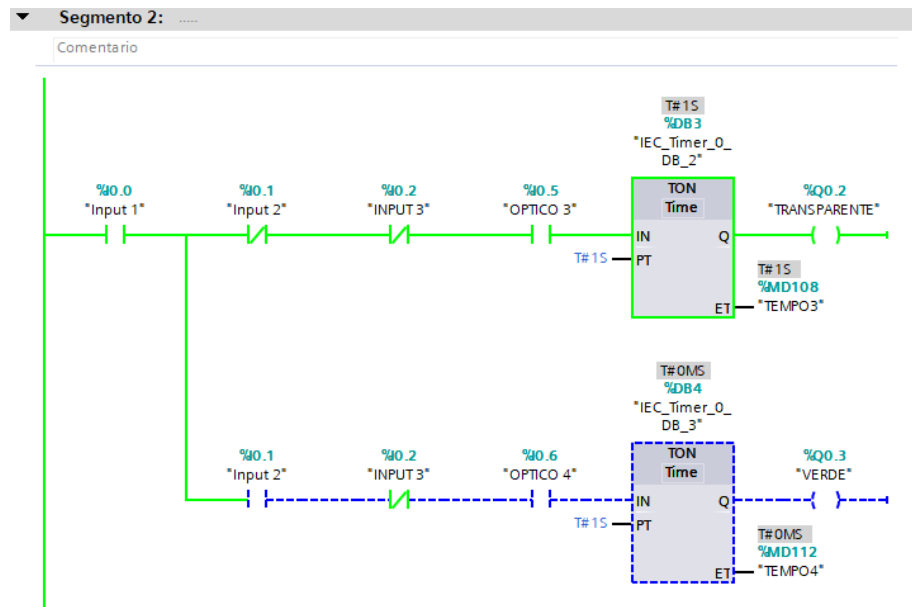 Segmento 2: .....
Comentario
T#1S
%DB3
"IEC_Timer_0_
DB_2"
%I0.0
"Input 1"
%I0.1
"Input 2"
%I0.2
"INPUT 3"
%I0.5
"OPTICO 3"
TON
Time
%Q0.2
"TRANSPARENTE"
IN
Q
T#1S
PT
T#1S
%MD108
ET
"TEMPO3"
T#0MS
%DB4
"IEC_Timer_0_
DB_3"
%I0.1
"Input 2"
%I0.2
"INPUT 3"
%I0.6
"OPTICO 4"
TON
Time
%Q0.3
"VERDE"
IN
Q
T#1S
PT
T#0MS
%MD112
ET
"TEMPO4"